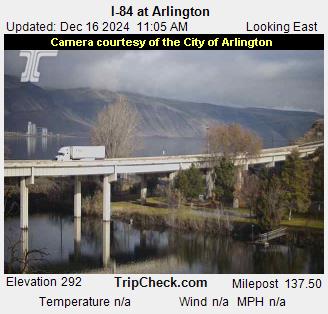 I-84 at Arlington
Updated: Dec 16 2024 11:05 AM Looking East
Camera courtesy of the City of Arlington
Elevation 292 TripCheck.com Milepost 137.50
Temperature n/a Wind n/a MPH n/a